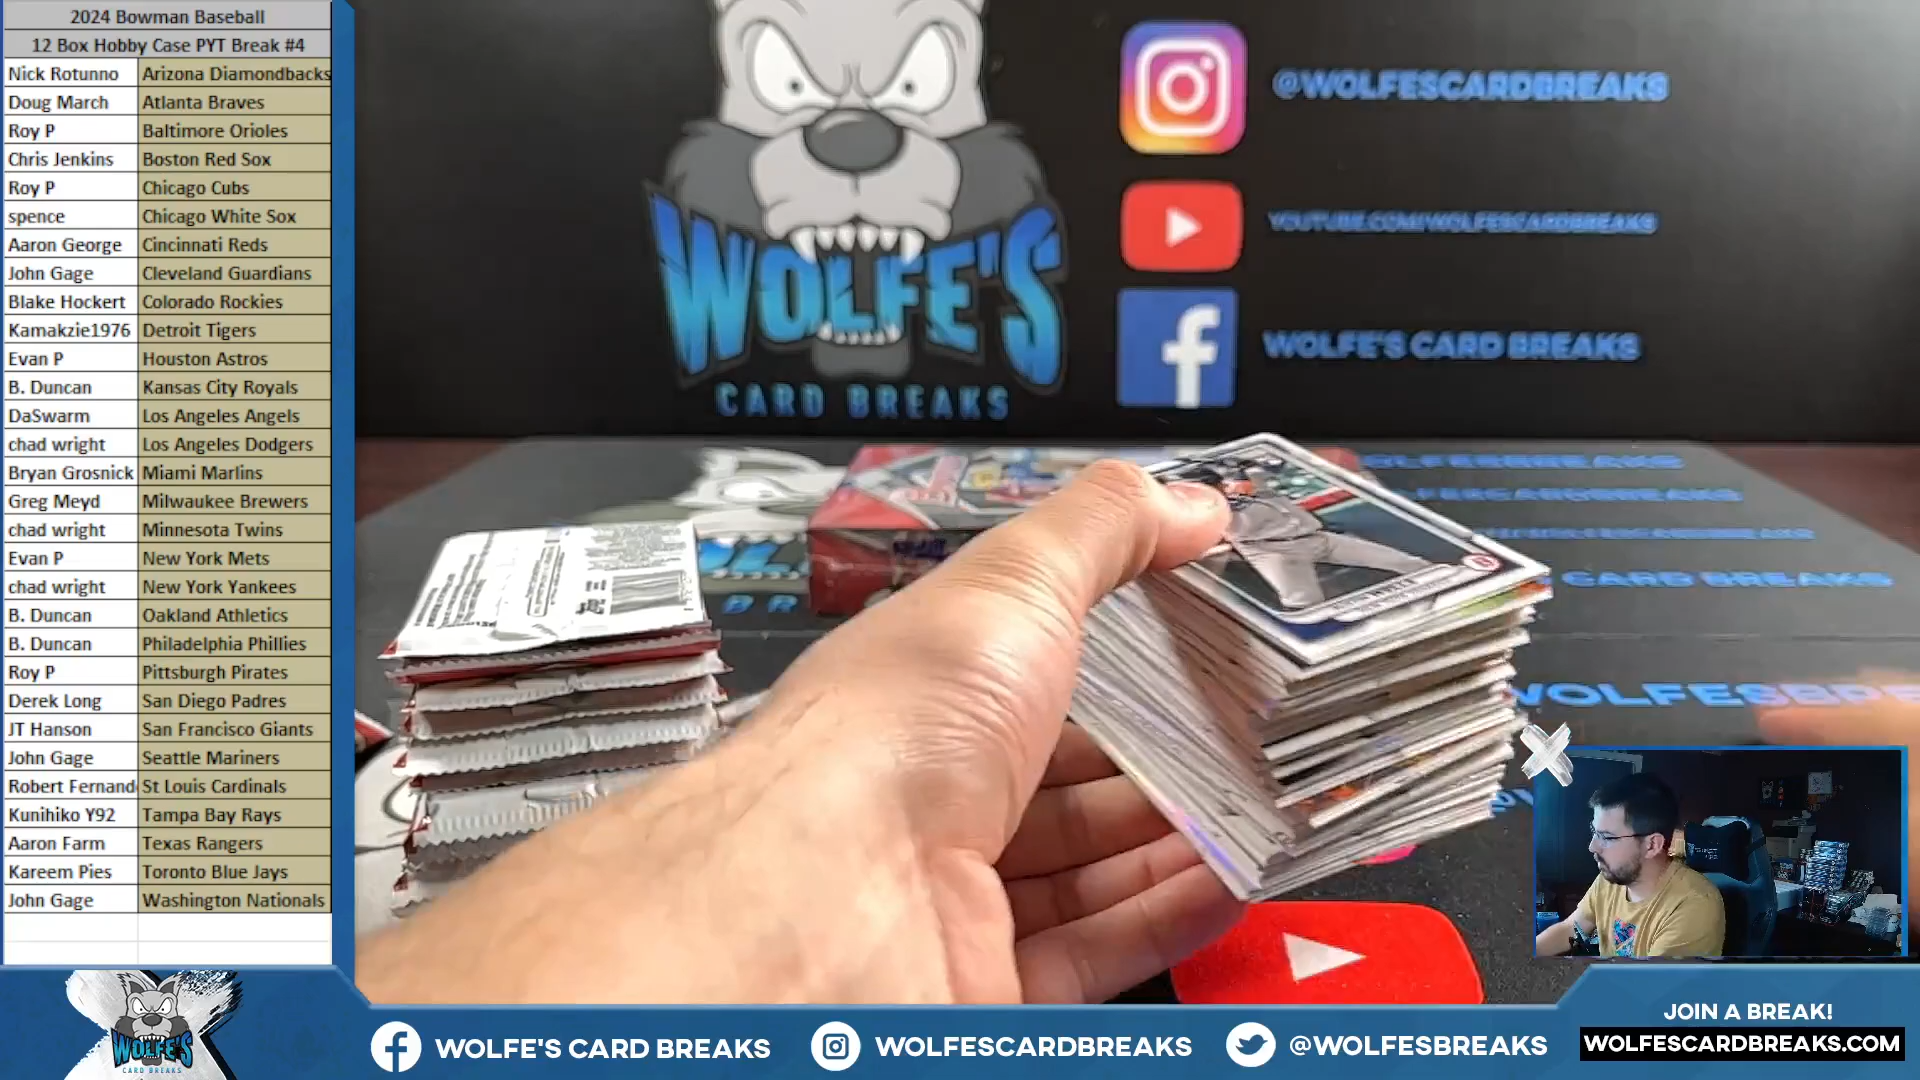 2024 Bowman Baseball
12 Box Hobby Case PYT Break #4
Nick Rotunno Arizona Diamondbacks
Doug March Atlanta Braves
Roy P Baltimore Orioles
Chris Jenkins Boston Red Sox
Roy P Chicago Cubs
spence Chicago White Sox
Aaron George Cincinnati Reds
John Gage Cleveland Guardians
Blake Hockert Colorado Rockies
Kamakzie1976 Detroit Tigers
Evan P Houston Astros
B. Duncan Kansas City Royals
DaSwarm Los Angeles Angels
chad wright Los Angeles Dodgers
Bryan Grosnick Miami Marlins
Greg Meyd Milwaukee Brewers
chad wright Minnesota Twins
Evan P New York Mets
chad wright New York Yankees
B. Duncan Oakland Athletics
B. Duncan Philadelphia Phillies
Roy P Pittsburgh Pirates
Derek Long San Diego Padres
JT Hanson San Francisco Giants
John Gage Seattle Mariners
Robert Fernand St Louis Cardinals
Kunihiko Y92 Tampa Bay Rays
Aaron Farm Texas Rangers
Kareem Pies Toronto Blue Jays
John Gage Washington Nationals
WOLFE'S
CARD BREAKS
@WOLFESCARDBREAKS
YOUTUBE.COM/WOLFESCARDBREAKS
WOLFE'S CARD BREAKS
WOLFE'S
CARD BREAKS
WOLFE'S CARD BREAKS
WOLFESCARDBREAKS
@WOLFESBREAKS
JOIN A BREAK!
WOLFESCARDBREAKS.COM